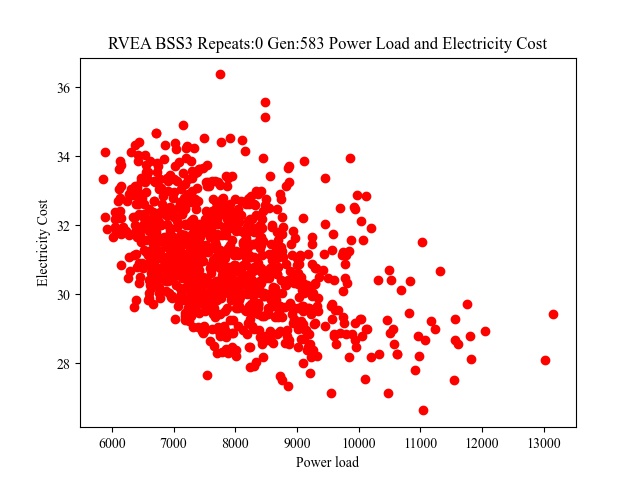 RVEA BSS3 Repeats:0 Gen:583 Power Load and Electricity Cost
36
34
32
30
28
Electricity Cost
6000 7000 8000 9000 10000 11000 12000 13000
Power load